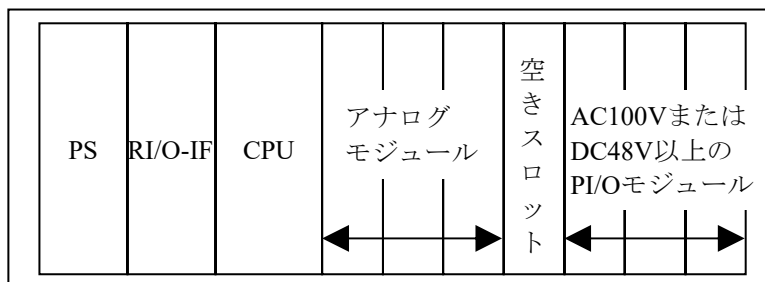 PS
RI/O-IF
CPU
アナログ
モジュール
空きスロット
AC100Vまたは
DC48V以上の
PI/Oモジュール